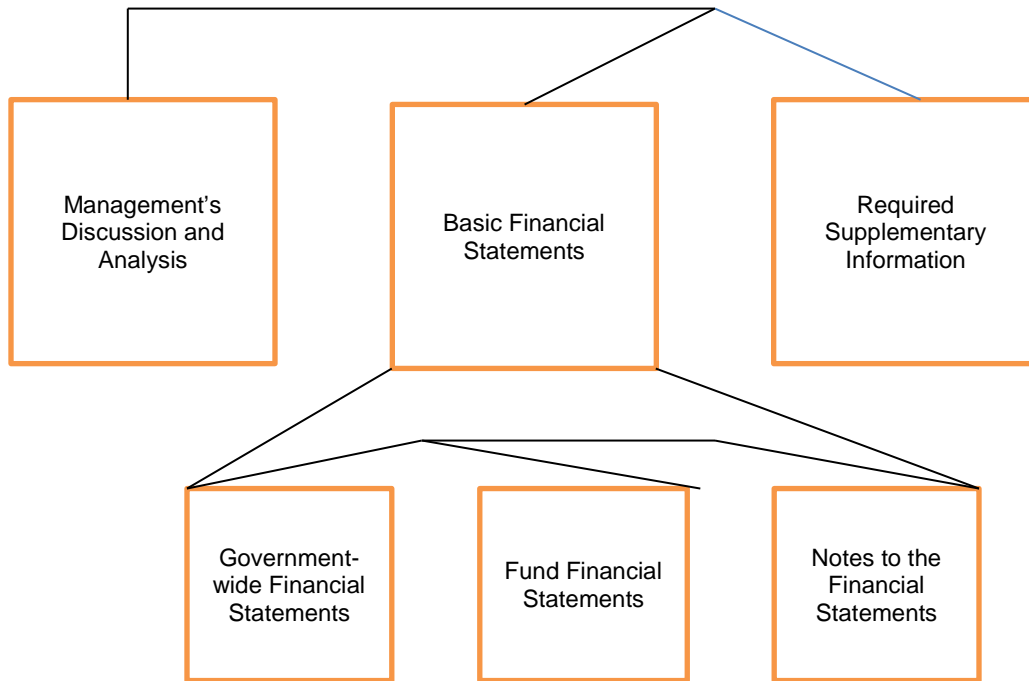 Management’s
Discussion and
Analysis
Basic Financial
Statements
Required
Supplementary
Information
Government-
wide Financial
Statements
Fund Financial
Statements
Notes to the
Financial
Statements